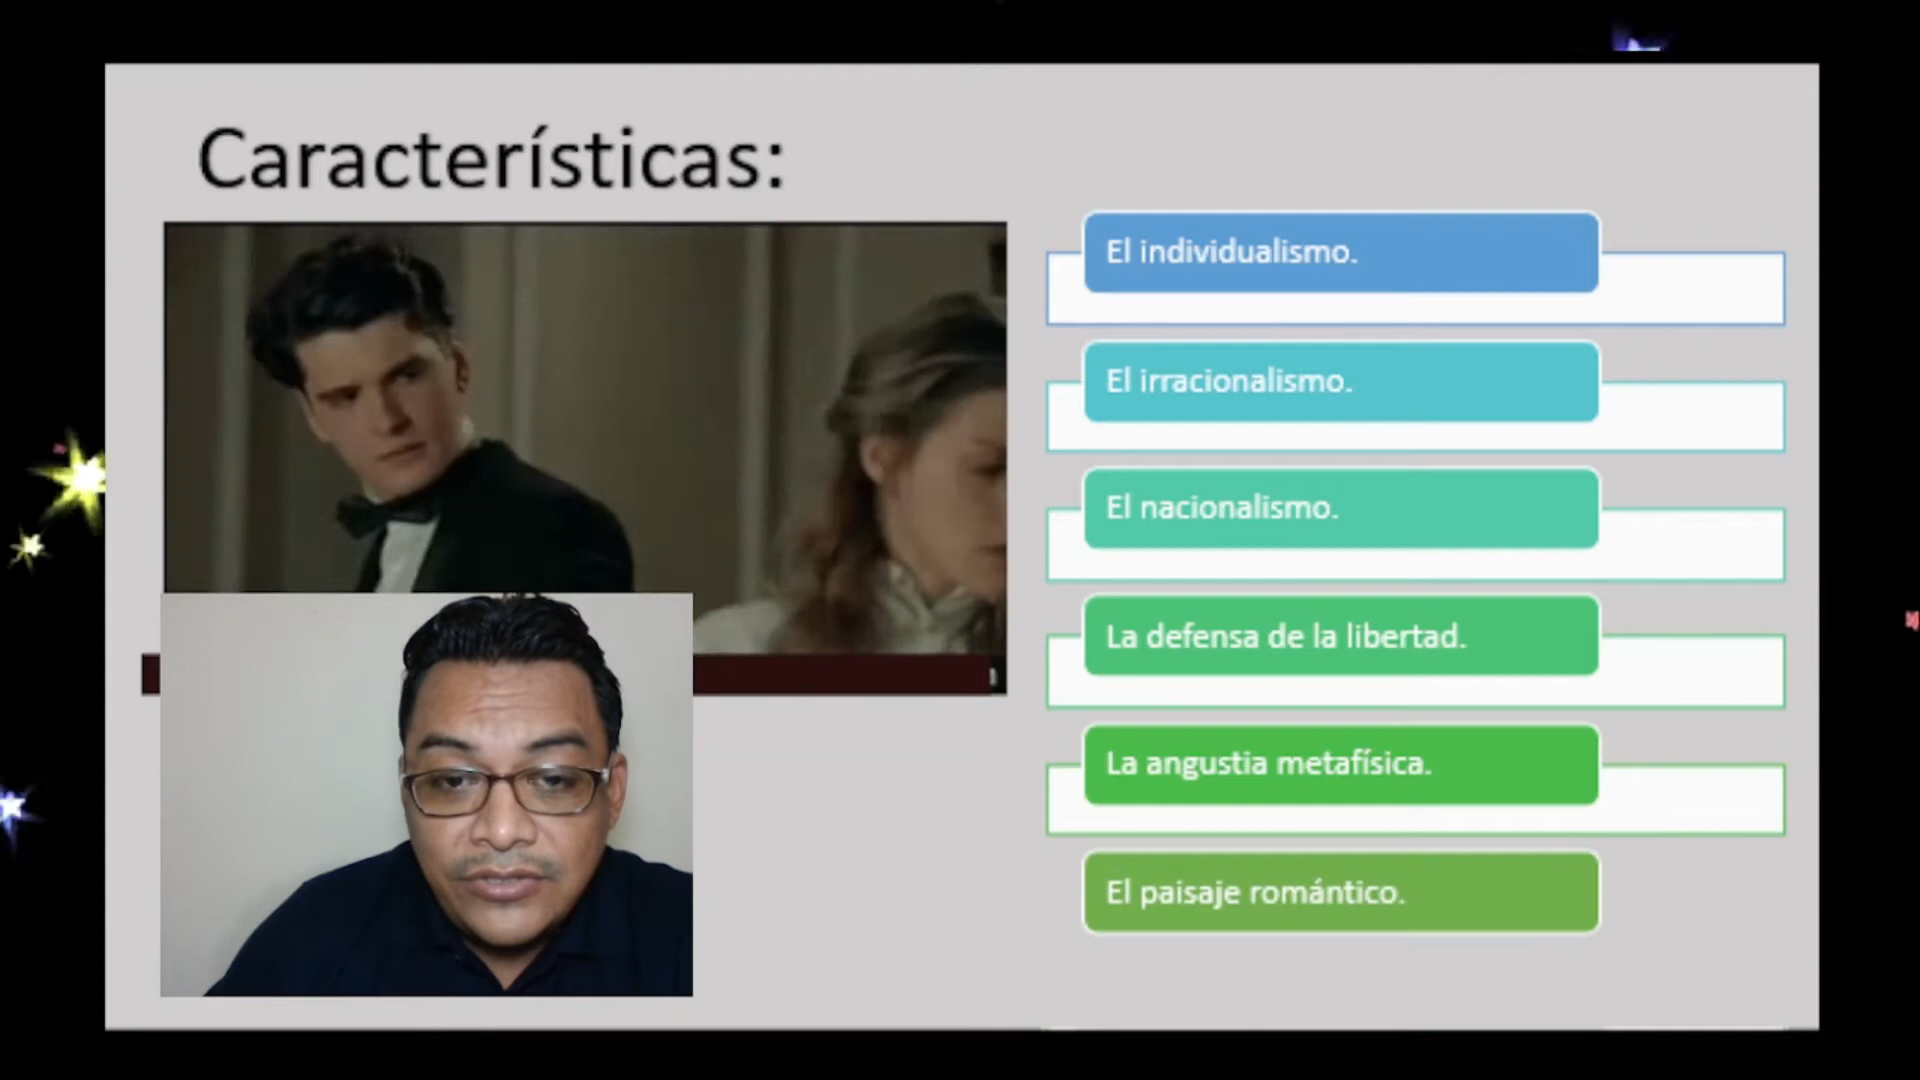 Características:
El individualismo.
El irracionalismo.
El nacionalismo.
La defensa de la libertad.
La angustia metafísica.
El paisaje romántico.